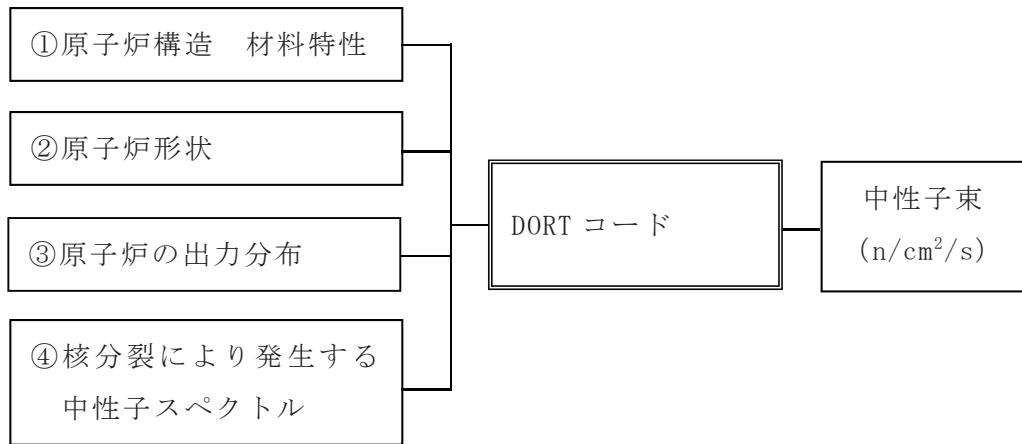 ①原子炉構造　材料特性
②原子炉形状
③原子炉の出力分布
④核分裂により発生する
中性子スペクトル
DORT コード
中性子束
(n/cm²/s)